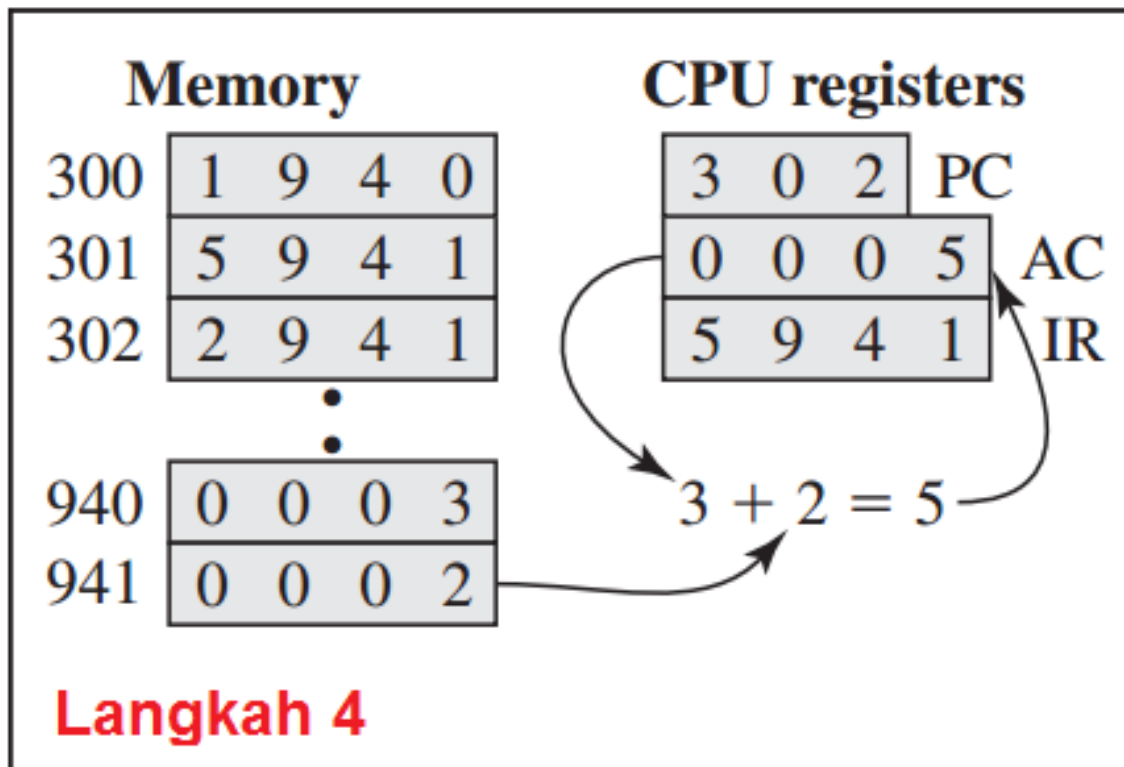 Memory CPU registers
300 1 9 4 0 3 0 2 PC
301 5 9 4 1 0 0 0 5 AC
302 2 9 4 1 5 9 4 1 IR
940 0 0 0 3 3 + 2 = 5
941 0 0 0 2
Langkah 4